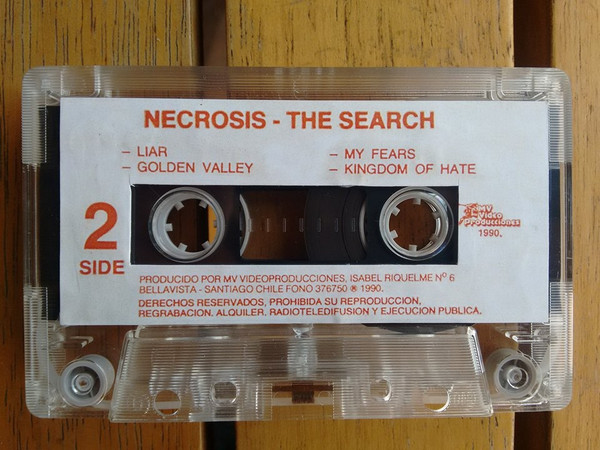 NECROSIS - THE SEARCH
– LIAR
– GOLDEN VALLEY
– MY FEARS
– KINGDOM OF HATE
2
SIDE
MV
Video
Producciones
1990.
PRODUCIDO POR MV VIDEOPRODUCCIONES, ISABEL RIQUELME Nº 6
BELLAVISTA - SANTIAGO CHILE FONO 376750 ® 1990.
DERECHOS RESERVADOS, PROHIBIDA SU REPRODUCCION,
REGRABACION. ALQUILER. RADIOTELEDIFUSION Y EJECUCION PUBLICA.